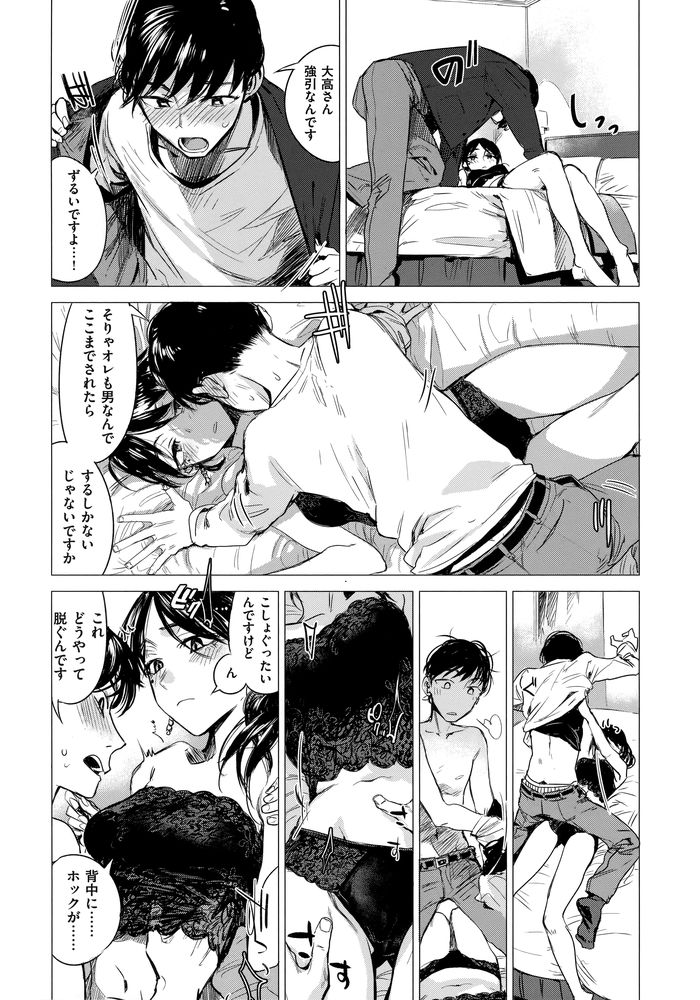 のっ
大高さん
強引なんです
ずるいですよ…！
そりゃオレも男なんで
ここまでされたら
するしかない
じゃないですか
こしょぐったい
んですけど
ん
すっ
これ
どうやって
脱ぐんです
背中に……
ホックが……